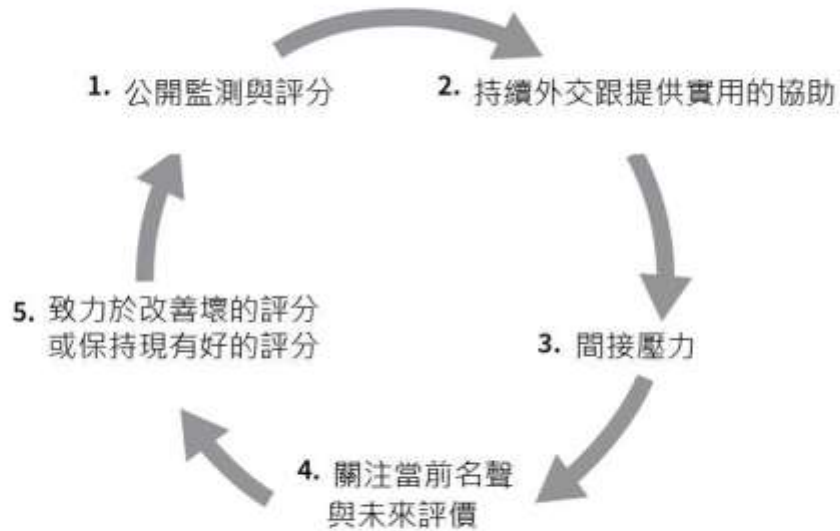 1. 公開監測與評分
2. 持續外交跟提供實用的協助
3. 間接壓力
4. 關注當前名聲
與未來評價
5. 致力於改善壞的評分
或保持現有好的評分